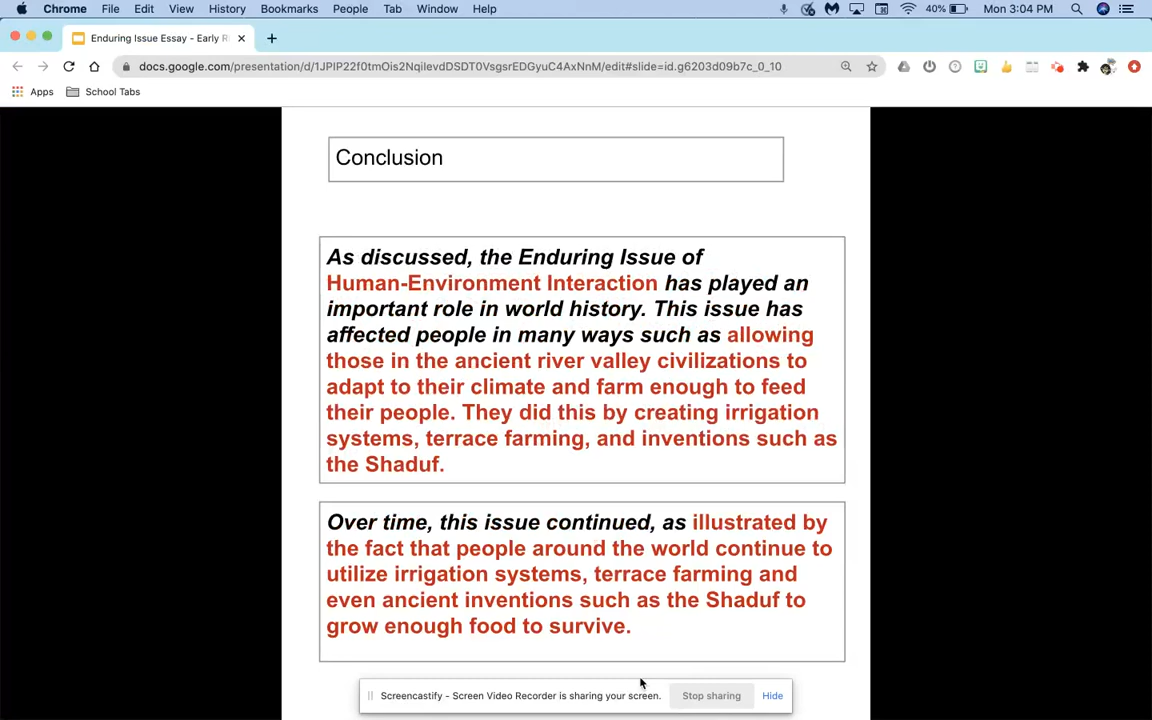 Chrome File Edit View History Bookmarks People Tab Window Help 40% Mon 3:04 PM
Enduring Issue Essay - Early R
docs.google.com/presentation/d/1JPIP22f0tmOis2NqilevdDSDT0VsgsrEDGyuC4AxNnM/edit#slide=id.g6203d09b7c_0_10
Apps School Tabs
Conclusion
As discussed, the Enduring Issue of
Human-Environment Interaction has played an
important role in world history. This issue has
affected people in many ways such as allowing
those in the ancient river valley civilizations to
adapt to their climate and farm enough to feed
their people. They did this by creating irrigation
systems, terrace farming, and inventions such as
the Shaduf.
Over time, this issue continued, as illustrated by
the fact that people around the world continue to
utilize irrigation systems, terrace farming and
even ancient inventions such as the Shaduf to
grow enough food to survive.
Screencastify - Screen Video Recorder is sharing your screen. Stop sharing Hide